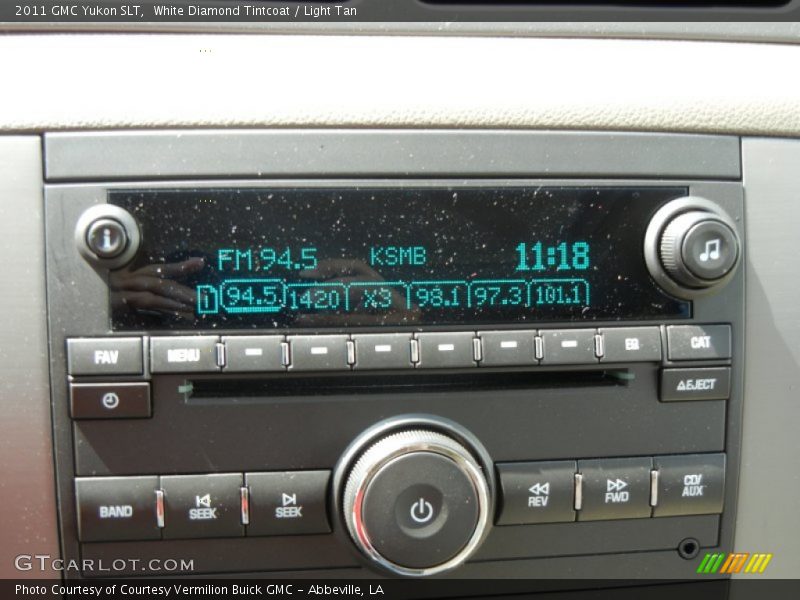 2011 GMC Yukon SLT,  White Diamond Tintcoat / Light Tan
FM 94.5 KSMB 11:18
1 94.5 1420 X3 98.1 97.3 101.1
i
FAV MENU EQ CAT
EJECT
BAND SEEK SEEK REV FWD CD/AUX
GTCarLot.com
Photo Courtesy of Courtesy Vermilion Buick GMC - Abbeville, LA